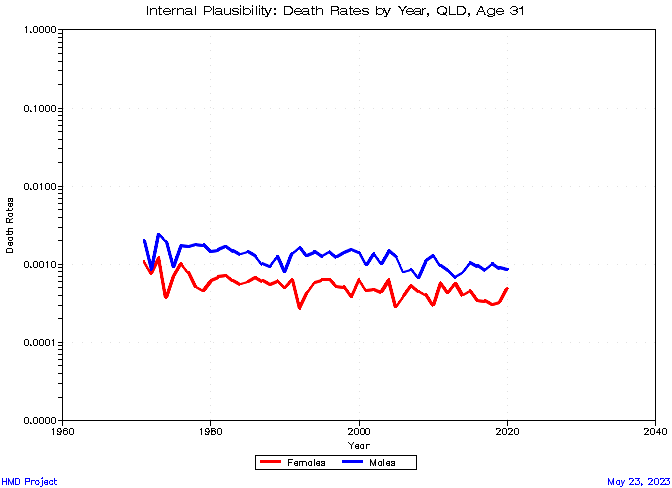 Internal Plausibility: Death Rates by Year, QLD, Age 31
1.0000
0.1000
0.0100
0.0010
0.0001
0.0000
Death Rates
1960 1980 2000 2020 2040
Year
Females Males
HMD Project May 23, 2023